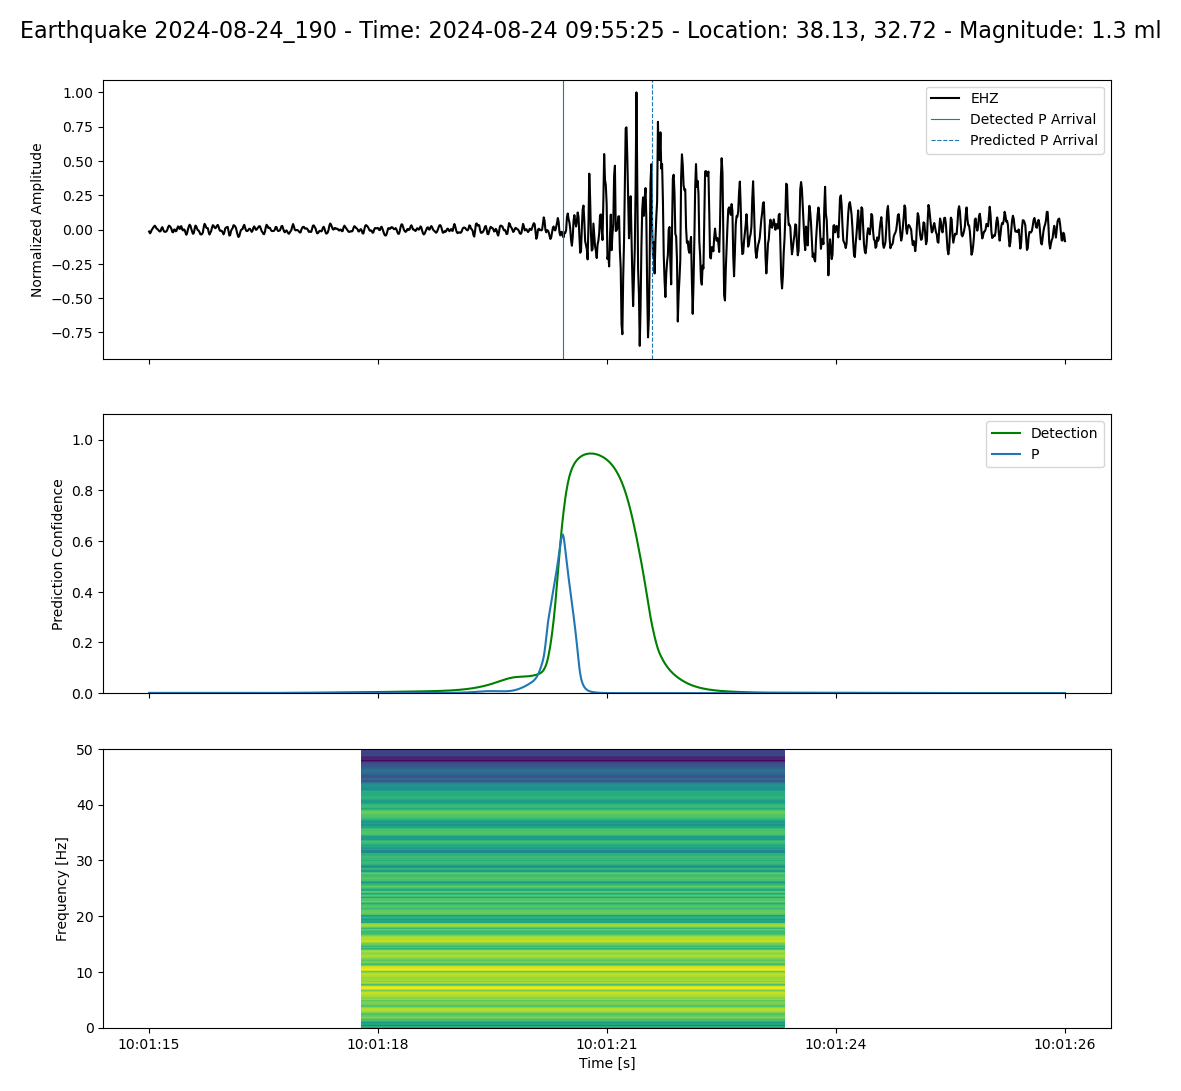 Earthquake 2024-08-24_190 - Time: 2024-08-24 09:55:25 - Location: 38.13, 32.72 - Magnitude: 1.3 ml
Normalized Amplitude
1.00
0.75
0.50
0.25
0.00
−0.25
−0.50
−0.75
EHZ
Detected P Arrival
Predicted P Arrival
Prediction Confidence
1.0
0.8
0.6
0.4
0.2
0.0
Detection
P
Frequency [Hz]
50
40
30
20
10
0
10:01:15
10:01:18
10:01:21
10:01:24
10:01:26
Time [s]